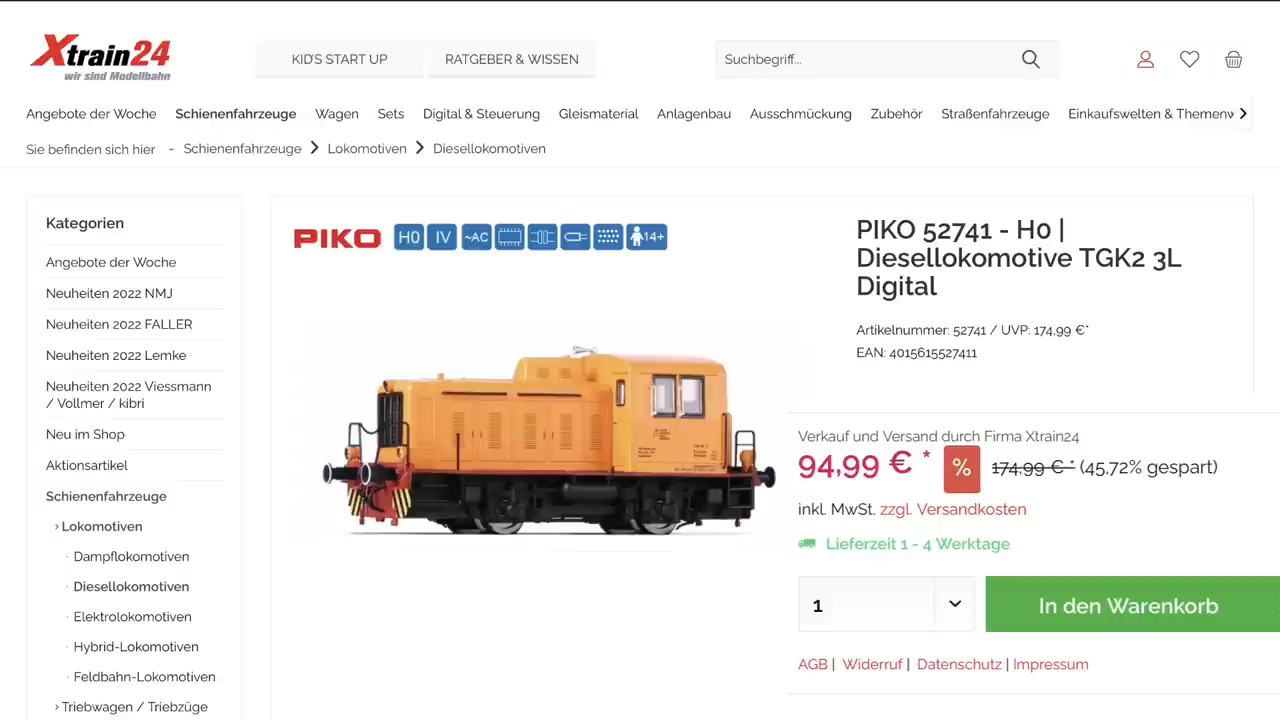 Xtrain24
wir sind Modellbahn
KID'S START UP
RATGEBER & WISSEN
Suchbegriff...
Angebote der Woche
Schienenfahrzeuge
Wagen
Sets
Digital & Steuerung
Gleismaterial
Anlagenbau
Ausschmückung
Zubehör
Straßenfahrzeuge
Einkaufswelten & Themenw
Sie befinden sich hier - Schienenfahrzeuge > Lokomotiven > Diesellokomotiven
Kategorien
Angebote der Woche
Neuheiten 2022 NMJ
Neuheiten 2022 FALLER
Neuheiten 2022 Lemke
Neuheiten 2022 Viessmann
/ Vollmer / kibri
Neu im Shop
Aktionsartikel
Schienenfahrzeuge
› Lokomotiven
· Dampflokomotiven
· Diesellokomotiven
· Elektrolokomotiven
· Hybrid-Lokomotiven
· Feldbahn-Lokomotiven
› Triebwagen / Triebzüge
PIKO H0 IV ~AC 14+
PIKO 52741 - H0 |
Diesellokomotive TGK2 3L
Digital
Artikelnummer: 52741 / UVP: 174,99 €*
EAN: 4015615527411
Verkauf und Versand durch Firma Xtrain24
94,99 € * % 174,99 € * (45,72% gespart)
inkl. MwSt. zzgl. Versandkosten
Lieferzeit 1 - 4 Werktage
1
In den Warenkorb
AGB | Widerruf | Datenschutz | Impressum